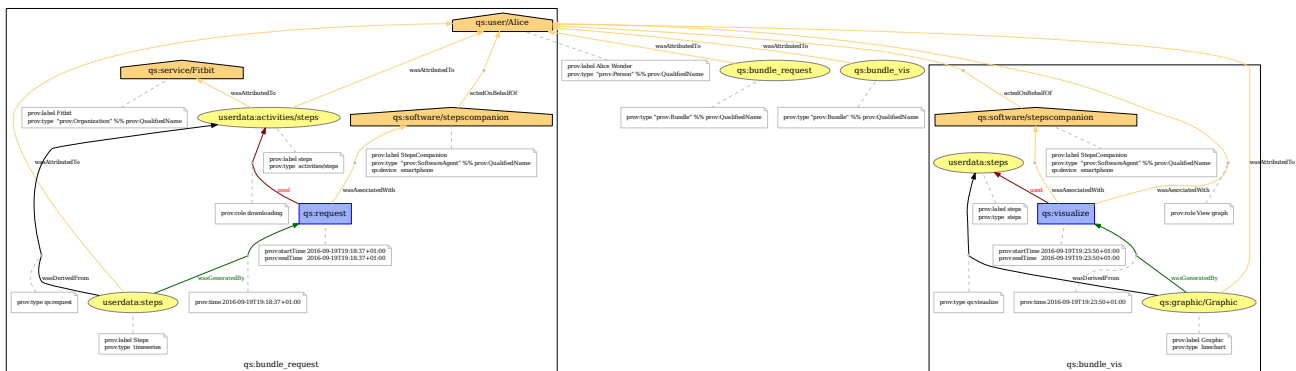 qs:user/Alice
wasAttributedTo
wasAttributedTo
prov:label Alice Wonder
prov:type "prov:Person" %% prov:QualifiedName
qs:service/Fitbit
wasAttributedTo
qs:bundle_request
qs:bundle_vis
wasAttributedTo
actedOnBehalfOf
actedOnBehalfOf
prov:label Fitbit
prov:type "prov:Organization" %% prov:QualifiedName
userdata:activities/steps
qs:software/stepscompanion
prov:type "prov:Bundle" %% prov:QualifiedName
prov:type "prov:Bundle" %% prov:QualifiedName
qs:software/stepscompanion
wasAttributedTo
prov:label steps
prov:type activities/steps
prov:label StepsCompanion
prov:type "prov:SoftwareAgent" %% prov:QualifiedName
qs:device smartphone
userdata:steps
prov:label StepsCompanion
prov:type "prov:SoftwareAgent" %% prov:QualifiedName
qs:device smartphone
wasAttributedTo
used
wasAssociatedWith
used
wasAssociatedWith
wasAssociatedWith
prov:role downloading
qs:request
prov:label steps
prov:type steps
qs:visualize
prov:role View graph
prov:startTime 2016-09-19T19:18:37+01:00
prov:endTime 2016-09-19T19:18:37+01:00
prov:startTime 2016-09-19T19:23:50+01:00
prov:endTime 2016-09-19T19:23:50+01:00
wasDerivedFrom
wasGeneratedBy
wasDerivedFrom
wasGeneratedBy
prov:type qs:request
userdata:steps
prov:time 2016-09-19T19:18:37+01:00
prov:type qs:visualize
prov:time 2016-09-19T19:23:50+01:00
qs:graphic/Graphic
prov:label Steps
prov:type timeseries
prov:label Graphic
prov:type linechart
qs:bundle_request
qs:bundle_vis